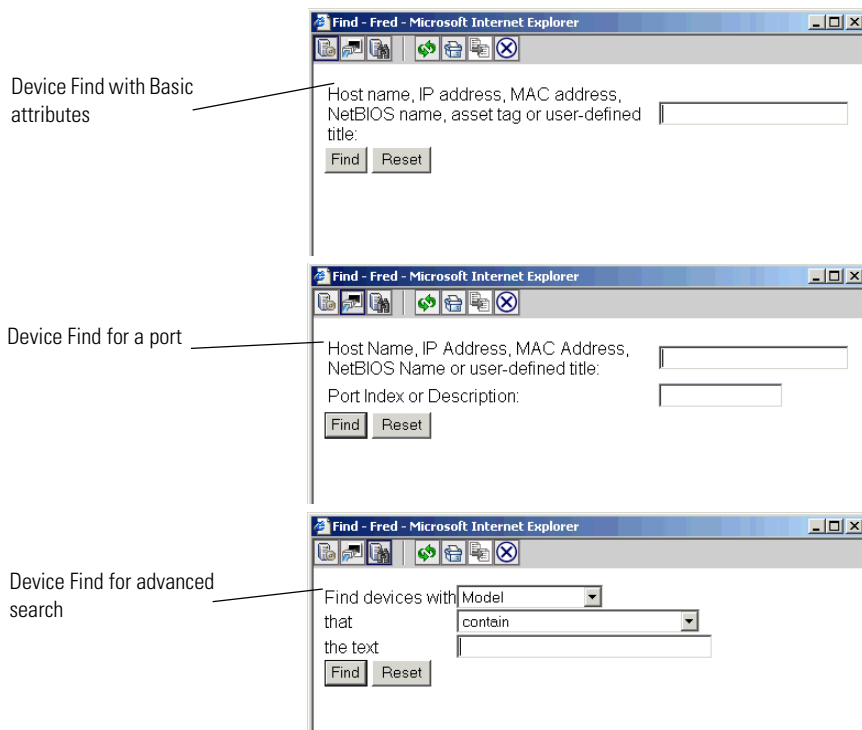 Find - Fred - Microsoft Internet Explorer
Device Find with Basic
attributes
Host name, IP address, MAC address,
NetBIOS name, asset tag or user-defined
title:
Find Reset
Find - Fred - Microsoft Internet Explorer
Device Find for a port
Host Name, IP Address, MAC Address,
NetBIOS Name or user-defined title:
Port Index or Description:
Find Reset
Find - Fred - Microsoft Internet Explorer
Device Find for advanced
search
Find devices with Model
that contain
the text
Find Reset